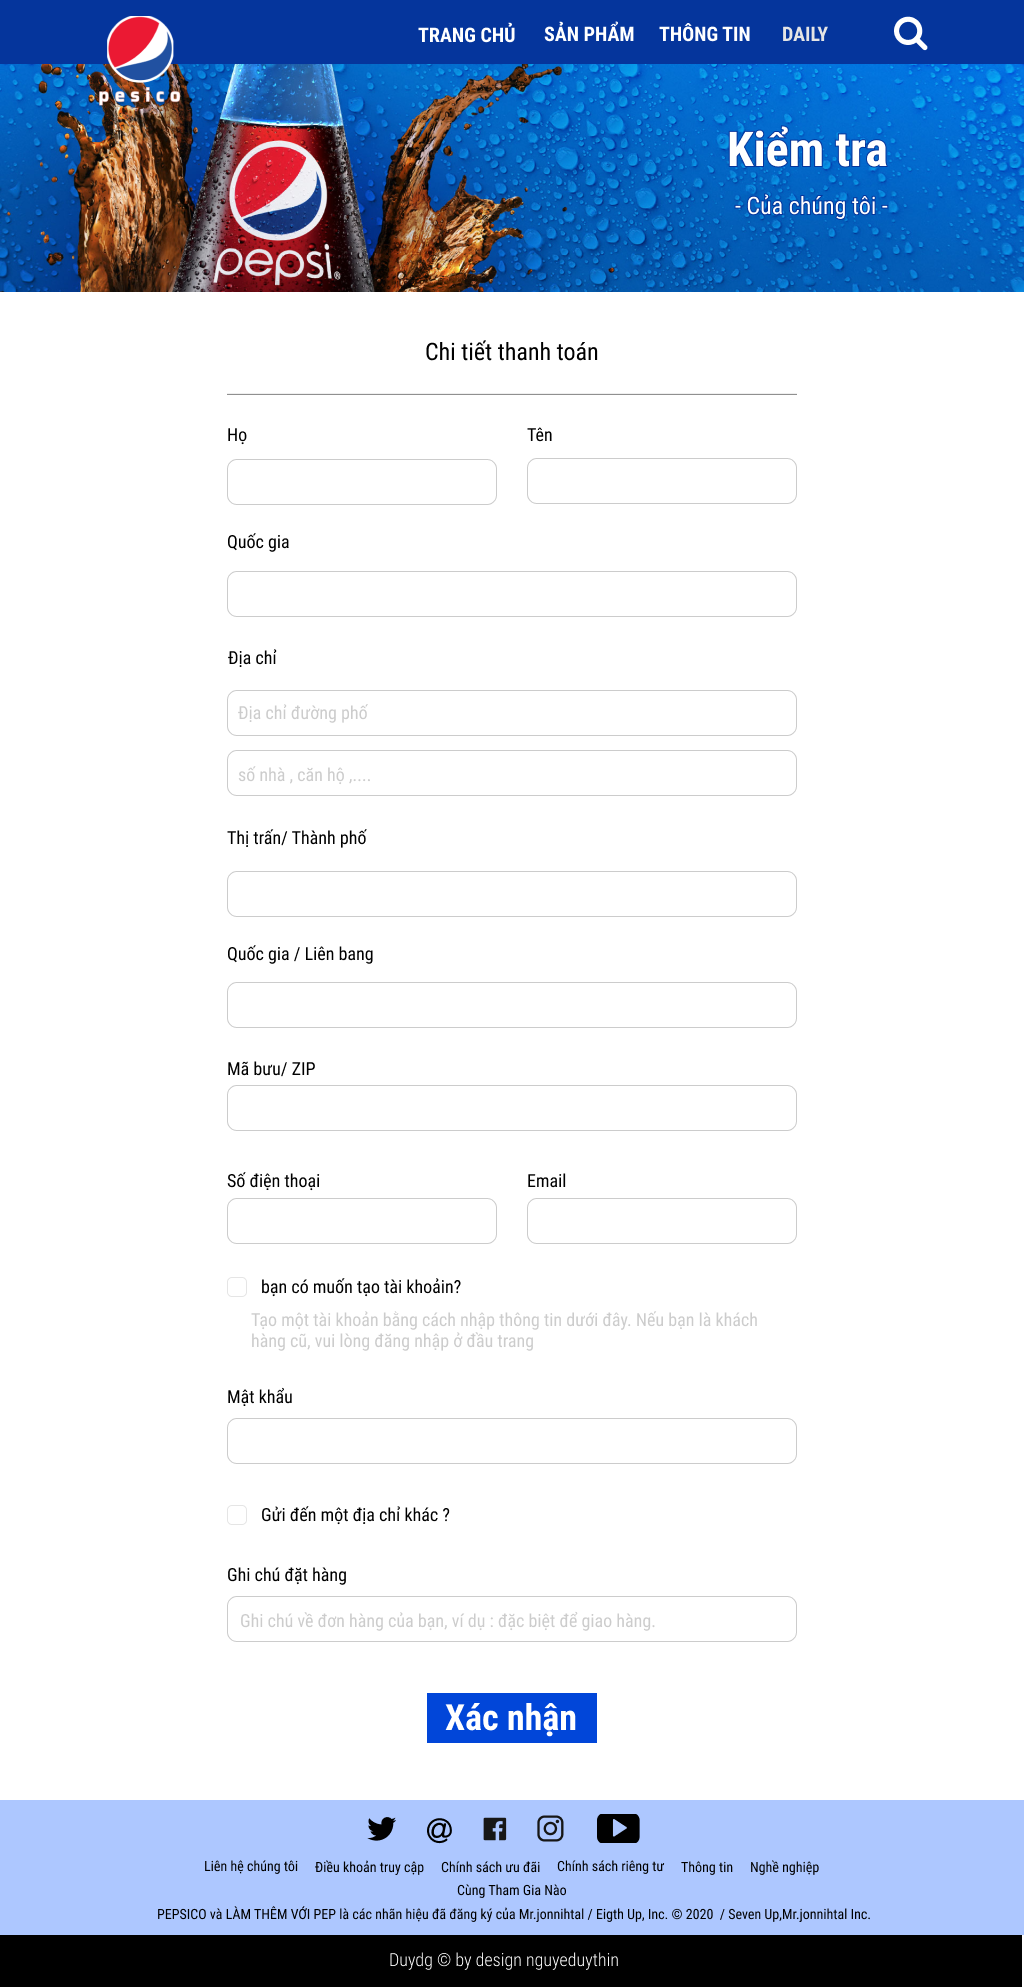 TRANG CHỦ SẢN PHẨM THÔNG TIN DAILY
pesico
Kiểm tra
- Của chúng tôi -
pepsi®
Chi tiết thanh toán
Họ Tên
Quốc gia
Địa chỉ
Địa chỉ đường phố
số nhà , căn hộ ,....
Thị trấn/ Thành phố
Quốc gia / Liên bang
Mã bưu/ ZIP
Số điện thoại Email
bạn có muốn tạo tài khoảin?
Tạo một tài khoản bằng cách nhập thông tin dưới đây. Nếu bạn là khách
hàng cũ, vui lòng đăng nhập ở đầu trang
Mật khẩu
Gửi đến một địa chỉ khác ?
Ghi chú đặt hàng
Ghi chú về đơn hàng của bạn, ví dụ : đặc biệt để giao hàng.
Xác nhận
Liên hệ chúng tôi Điều khoản truy cập Chính sách ưu đãi Chính sách riêng tư Thông tin Nghề nghiệp
Cùng Tham Gia Nào
PEPSICO và LÀM THÊM VỚI PEP là các nhãn hiệu đã đăng ký của Mr.jonnihtal / Eigth Up, Inc. © 2020 / Seven Up,Mr.jonnihtal Inc.
Duydg © by design nguyeduythin